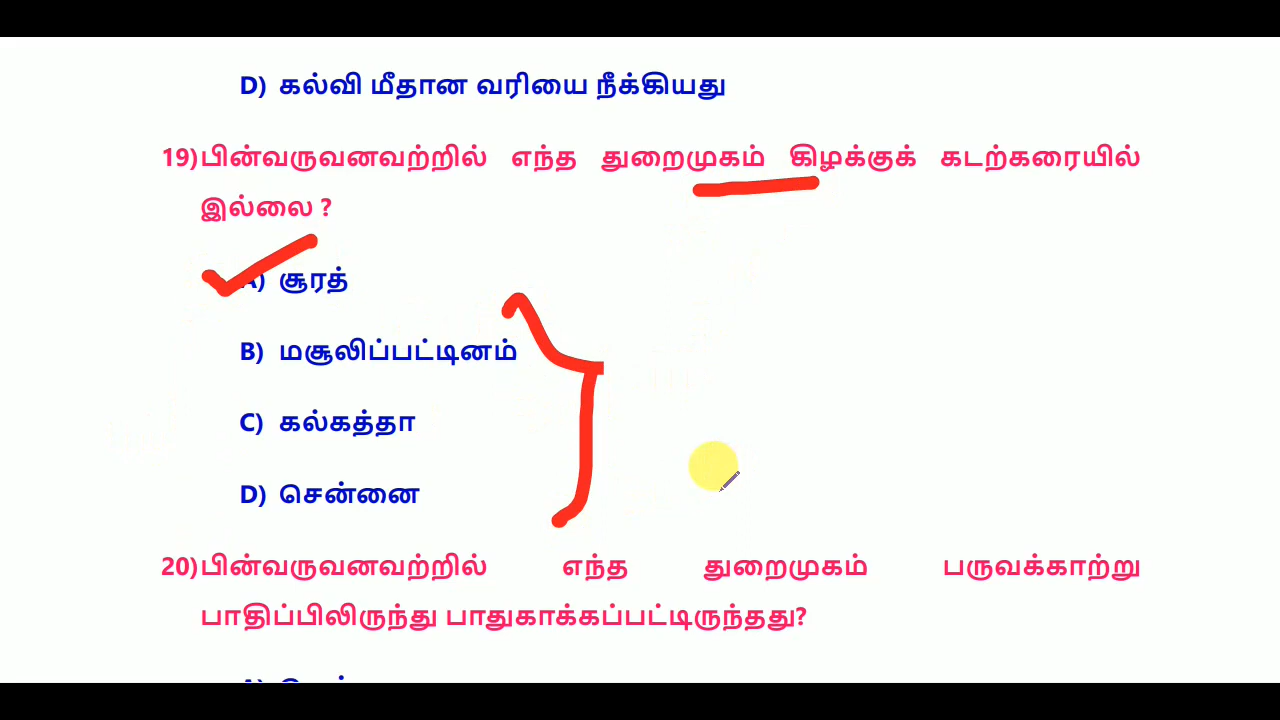 D) கல்வி மீதான வரியை நீக்கியது
19)பின்வருவனவற்றில் எந்த துறைமுகம் கிழக்குக் கடற்கரையில்
இல்லை ?
A) சூரத்
B) மசூலிப்பட்டினம்
C) கல்கத்தா
D) சென்னை
20)பின்வருவனவற்றில் எந்த துறைமுகம் பருவக்காற்று
பாதிப்பிலிருந்து பாதுகாக்கப்பட்டிருந்தது?